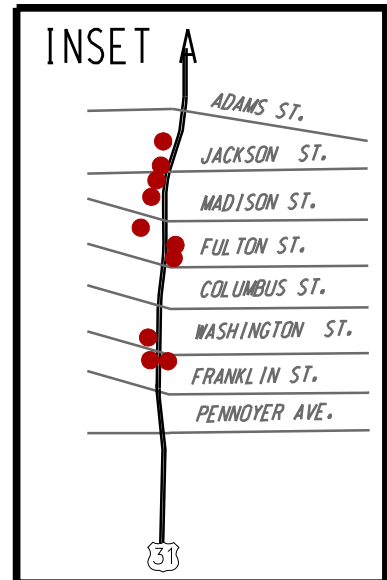 INSET A
ADAMS ST.
JACKSON ST.
MADISON ST.
FULTON ST.
COLUMBUS ST.
WASHINGTON ST.
FRANKLIN ST.
PENNOYER AVE.
31